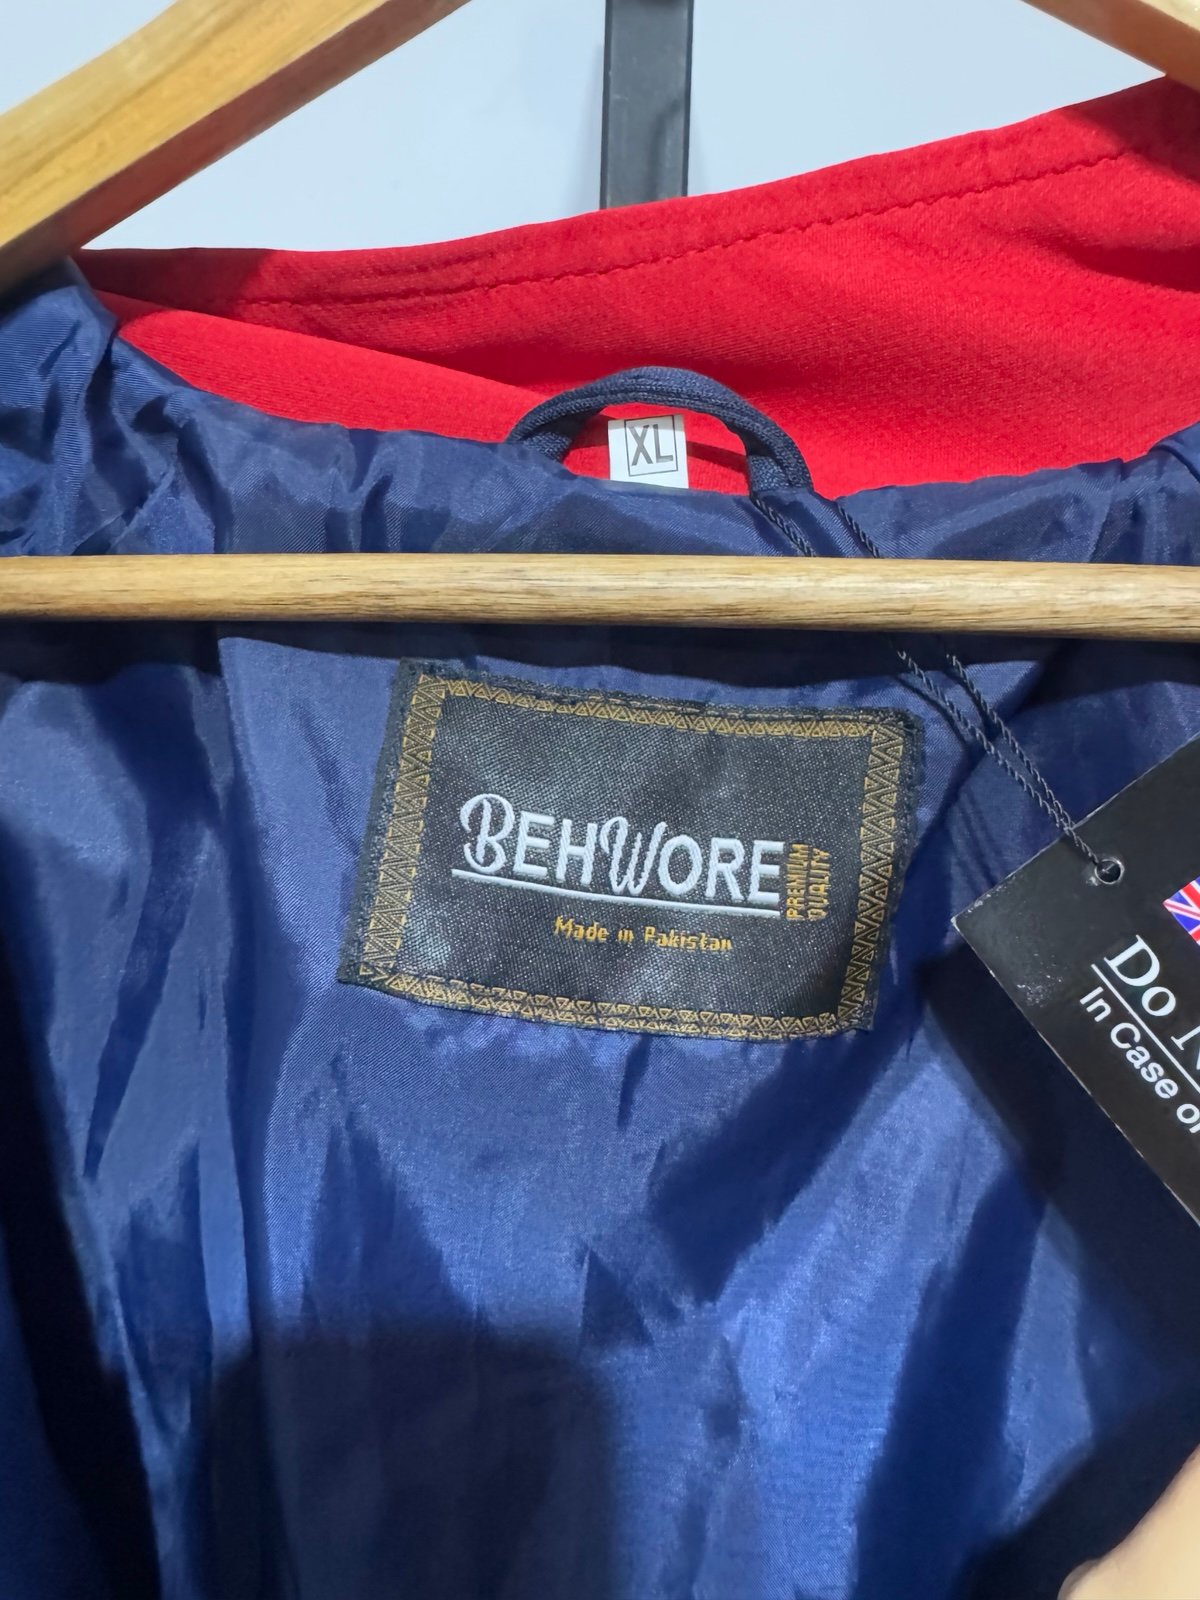 XL
BEHWORE
PREMIUM
QUALITY
Made in Pakistan
Do
In Case